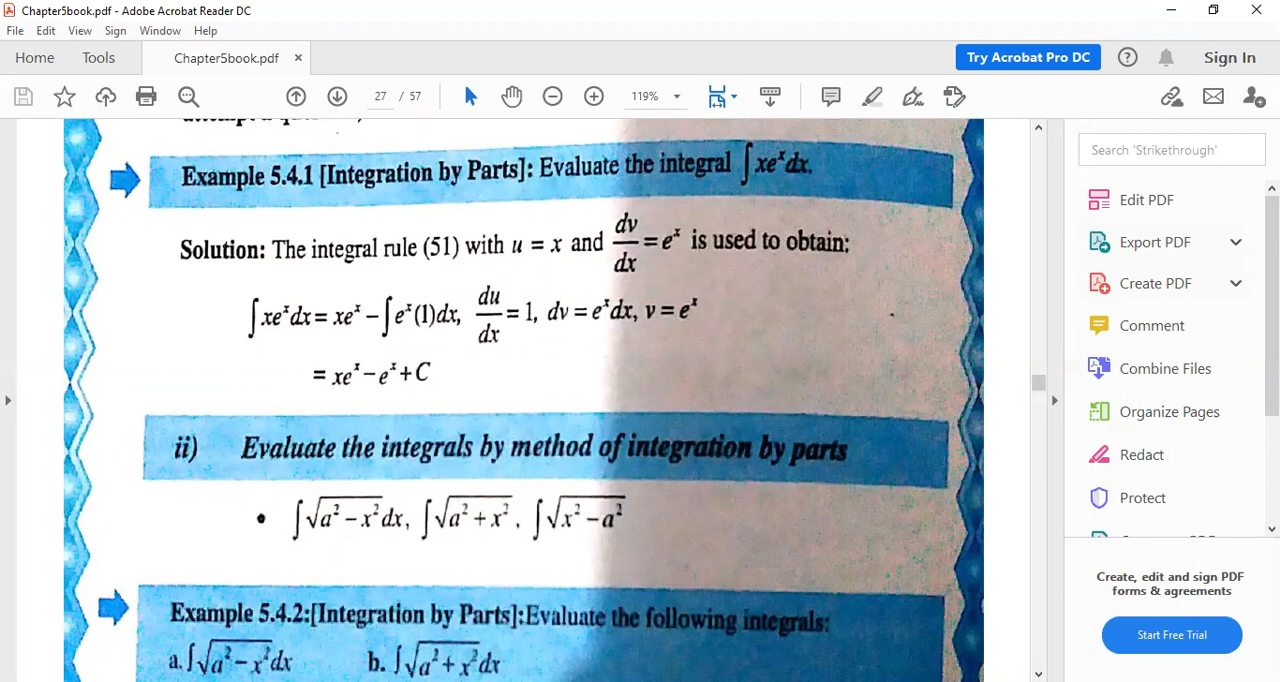 Chapter5book.pdf - Adobe Acrobat Reader DC
File Edit View Sign Window Help
Home Tools Chapter5book.pdf × Try Acrobat Pro DC Sign In
27 / 57 119%
Example 5.4.1 [Integration by Parts]: Evaluate the integral ∫xeˣdx.
Solution: The integral rule (51) with u = x and dv/dx = eˣ is used to obtain:
∫xeˣdx = xeˣ − ∫eˣ(1)dx, du/dx = 1, dv = eˣdx, v = eˣ
= xeˣ − eˣ + C
ii) Evaluate the integrals by method of integration by parts
• ∫√(a² − x²)dx, ∫√(a² + x²), ∫√(x² − a²)
Example 5.4.2:[Integration by Parts]:Evaluate the following integrals:
a.∫√(a² − x²)dx b.∫√(a² + x²)dx
Search 'Strikethrough'
Edit PDF
Export PDF
Create PDF
Comment
Combine Files
Organize Pages
Redact
Protect
Create, edit and sign PDF
forms & agreements
Start Free Trial